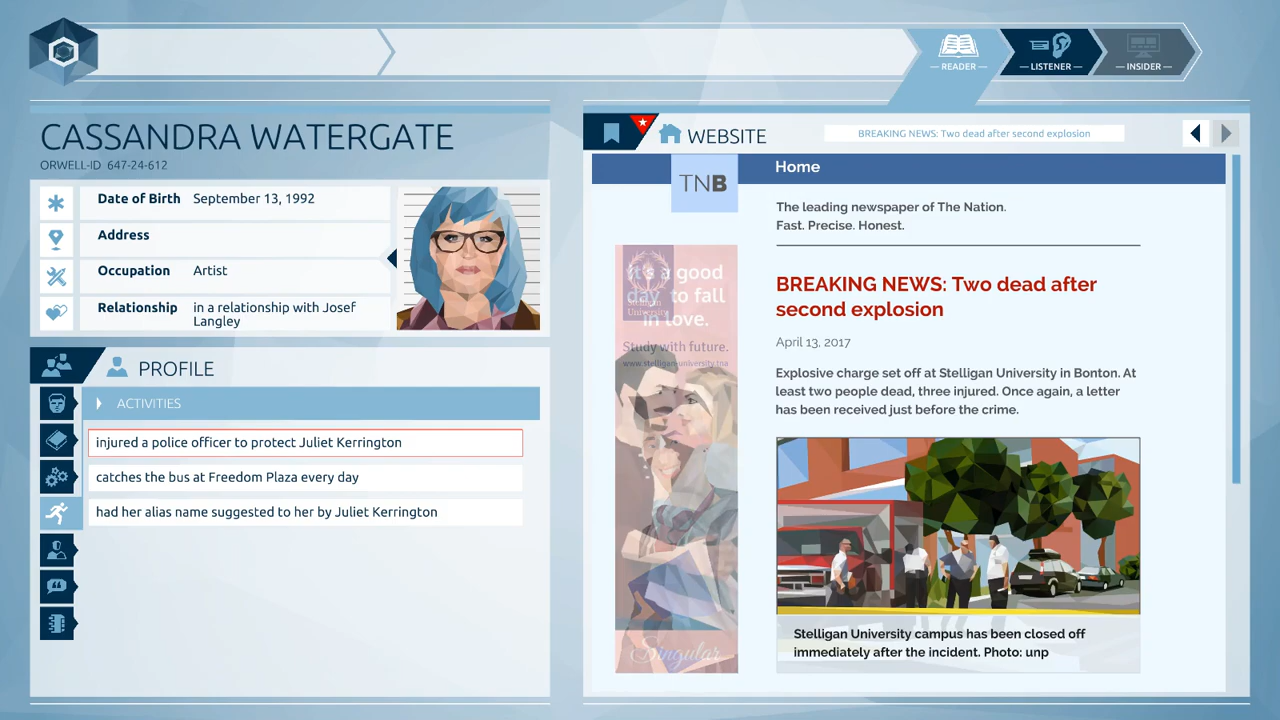 — READER —
— LISTENER —
— INSIDER —
CASSANDRA WATERGATE
ORWELL-ID 647-24-612
Date of Birth September 13, 1992
Address
Occupation Artist
Relationship in a relationship with Josef
Langley
PROFILE
ACTIVITIES
injured a police officer to protect Juliet Kerrington
catches the bus at Freedom Plaza every day
had her alias name suggested to her by Juliet Kerrington
WEBSITE
BREAKING NEWS: Two dead after second explosion
TNB
Home
The leading newspaper of The Nation.
Fast. Precise. Honest.
It's a good
day to fall
in love.
Stelligan
University
Study with future.
www.stelligan-university.tna
Singular
BREAKING NEWS: Two dead after
second explosion
April 13, 2017
Explosive charge set off at Stelligan University in Bonton. At
least two people dead, three injured. Once again, a letter
has been received just before the crime.
Stelligan University campus has been closed off
immediately after the incident. Photo: unp